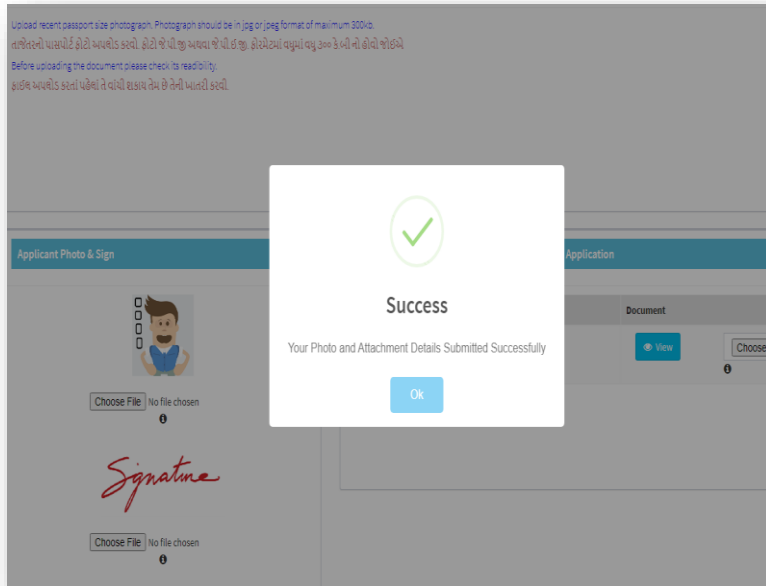 Upload recent passport size photograph. Photograph should be in jpg or jpeg format of maximum 300kb.
તાજેતરનો પાસપોર્ટ ફોટો અપલોડ કરવો. ફોટો જે.પી.જી અથવા જે.પી.ઈ.જી. ફોરમેટમાં વધુમાં વધુ ૩૦૦ કે.બી નો હોવો જોઈએ
Before uploading the document please check its readibility.
ફાઈલ અપલોડ કરતાં પહેલાં તે વાંચી શકાય તેમ છે તેની ખાતરી કરવી.
Applicant Photo & Sign
Application
Document
View
Choose
Choose File No file chosen
Signature
Choose File No file chosen
Success
Your Photo and Attachment Details Submitted Successfully
Ok